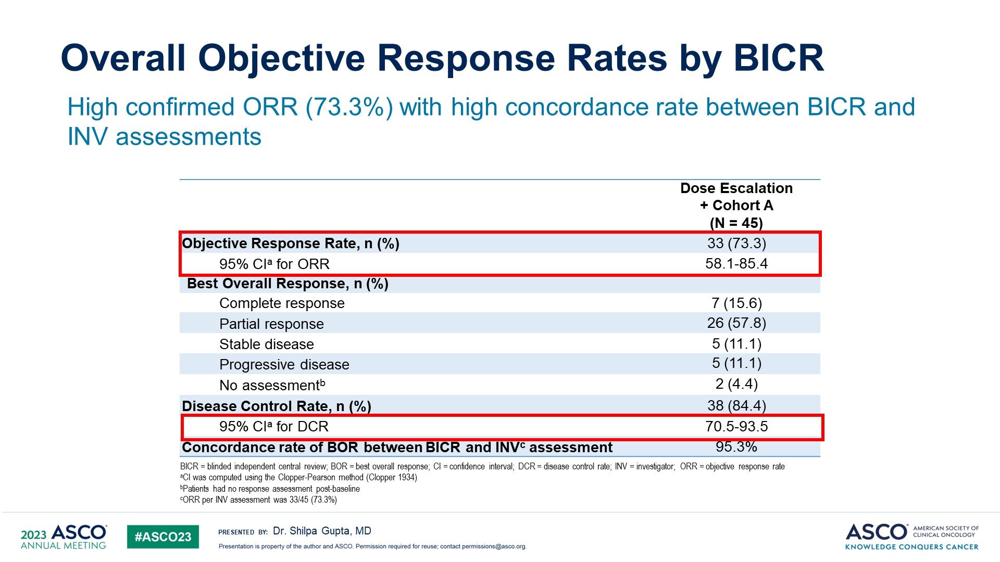 Overall Objective Response Rates by BICR
High confirmed ORR (73.3%) with high concordance rate between BICR and
INV assessments
Dose Escalation
+ Cohort A
(N = 45)
Objective Response Rate, n (%) 33 (73.3)
95% CIᵃ for ORR 58.1-85.4
Best Overall Response, n (%)
Complete response 7 (15.6)
Partial response 26 (57.8)
Stable disease 5 (11.1)
Progressive disease 5 (11.1)
No assessmentᵇ 2 (4.4)
Disease Control Rate, n (%) 38 (84.4)
95% CIᵃ for DCR 70.5-93.5
Concordance rate of BOR between BICR and INVᶜ assessment 95.3%
BICR = blinded independent central review; BOR = best overall response; CI = confidence interval; DCR = disease control rate; INV = investigator; ORR = objective response rate
ᵃCI was computed using the Clopper-Pearson method (Clopper 1934)
ᵇPatients had no response assessment post-baseline
ᶜORR per INV assessment was 33/45 (73.3%)
2023 ASCO®
ANNUAL MEETING
#ASCO23
PRESENTED BY: Dr. Shilpa Gupta, MD
Presentation is property of the author and ASCO. Permission required for reuse; contact permissions@asco.org.
ASCO® AMERICAN SOCIETY OF
CLINICAL ONCOLOGY
KNOWLEDGE CONQUERS CANCER